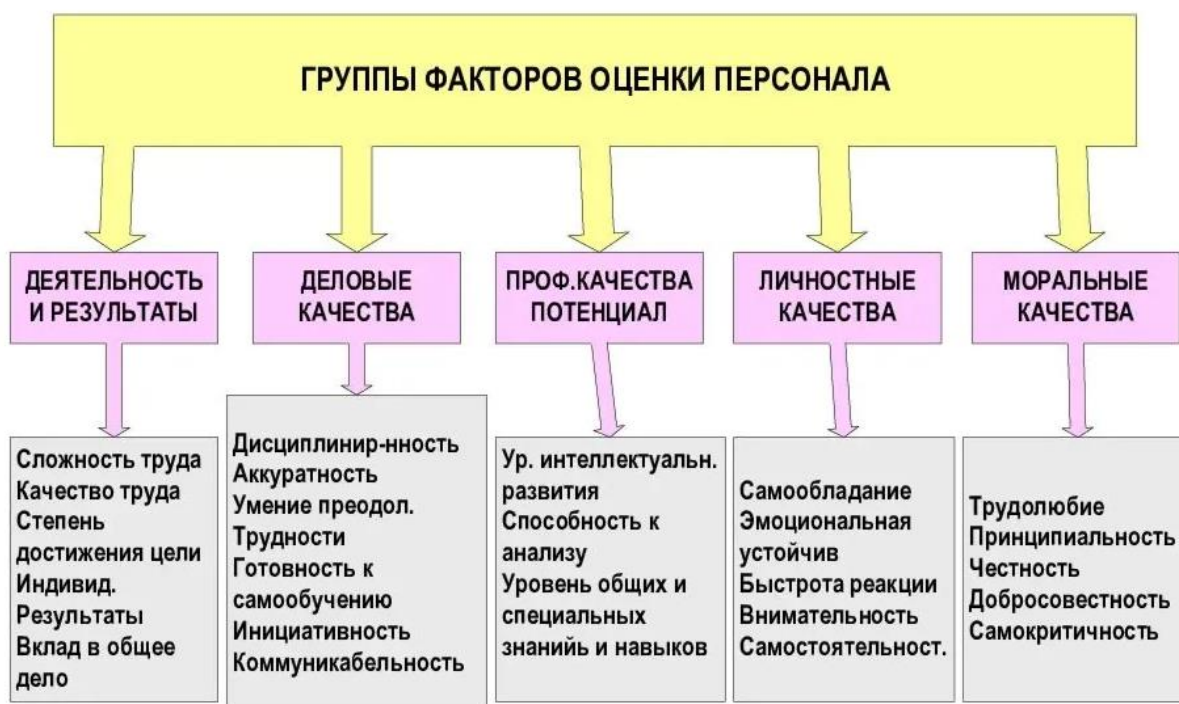 ГРУППЫ ФАКТОРОВ ОЦЕНКИ ПЕРСОНАЛА
ДЕЯТЕЛЬНОСТЬ
И РЕЗУЛЬТАТЫ
ДЕЛОВЫЕ
КАЧЕСТВА
ПРОФ.КАЧЕСТВА
ПОТЕНЦИАЛ
ЛИЧНОСТНЫЕ
КАЧЕСТВА
МОРАЛЬНЫЕ
КАЧЕСТВА
Сложность труда
Качество труда
Степень
достижения цели
Индивид.
Результаты
Вклад в общее
дело
Дисциплинир-нность
Аккуратность
Умение преодол.
Трудности
Готовность к
самообучению
Инициативность
Коммуникабельность
Ур. интеллектуальн.
развития
Способность к
анализу
Уровень общих и
специальных
знанийь и навыков
Самообладание
Эмоциональная
устойчив
Быстрота реакции
Внимательность
Самостоятельност.
Трудолюбие
Принципиальность
Честность
Добросовестность
Самокритичность